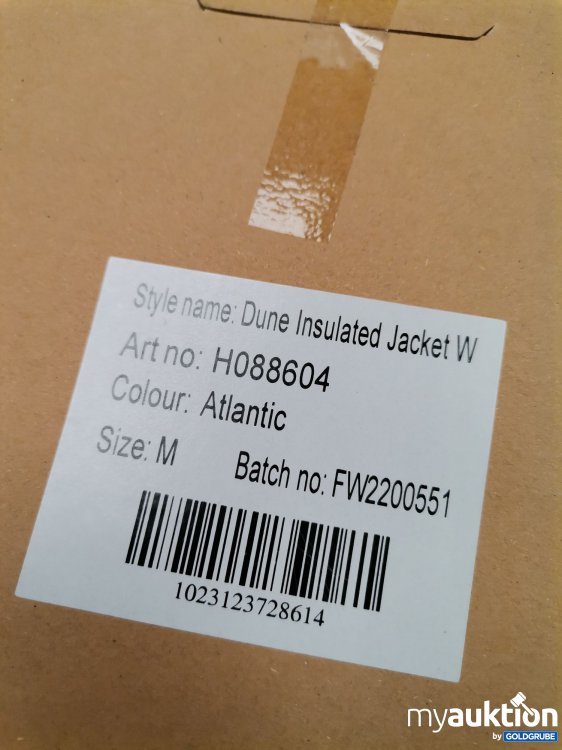 Style name: Dune Insulated Jacket W
Art no: H088604
Colour: Atlantic
Size: M
Batch no: FW2200551
1023123728614
myauktion
by GOLDGRUBE